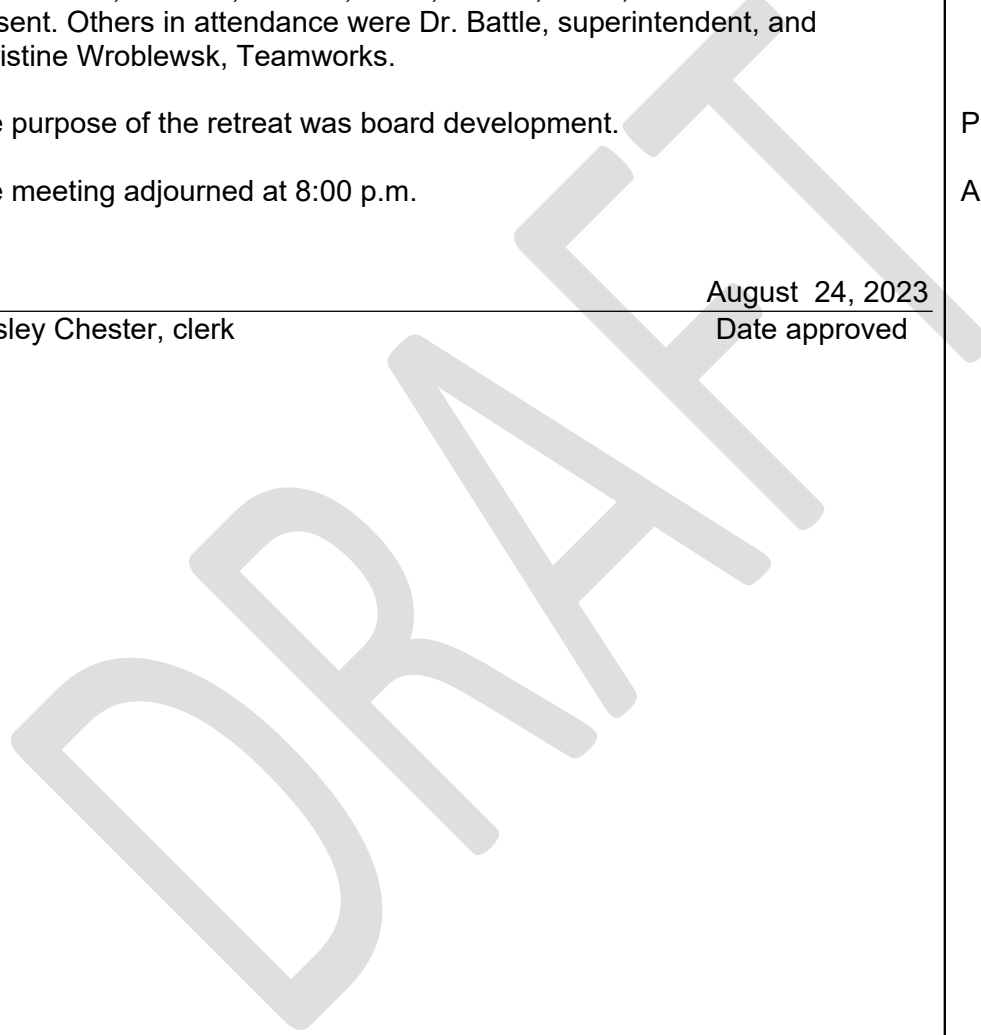 sent. Others in attendance were Dr. Battle, superintendent, and
istine Wroblewsk, Teamworks.
e purpose of the retreat was board development.
P
e meeting adjourned at 8:00 p.m.
A
August 24, 2023
sley Chester, clerk
Date approved
DRAFT